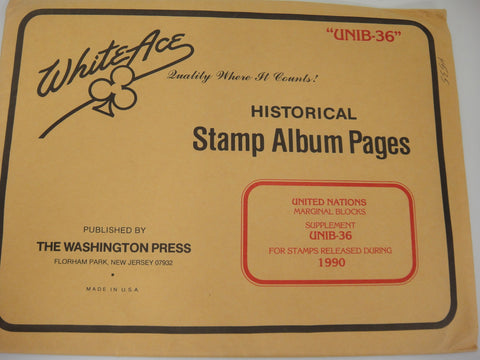 White Ace
"UNIB-36"
Quality Where It Counts!
HISTORICAL
Stamp Album Pages
UNITED NATIONS
MARGINAL BLOCKS
SUPPLEMENT
UNIB-36
FOR STAMPS RELEASED DURING
1990
PUBLISHED BY
THE WASHINGTON PRESS
FLORHAM PARK, NEW JERSEY 07932
MADE IN U.S.A.